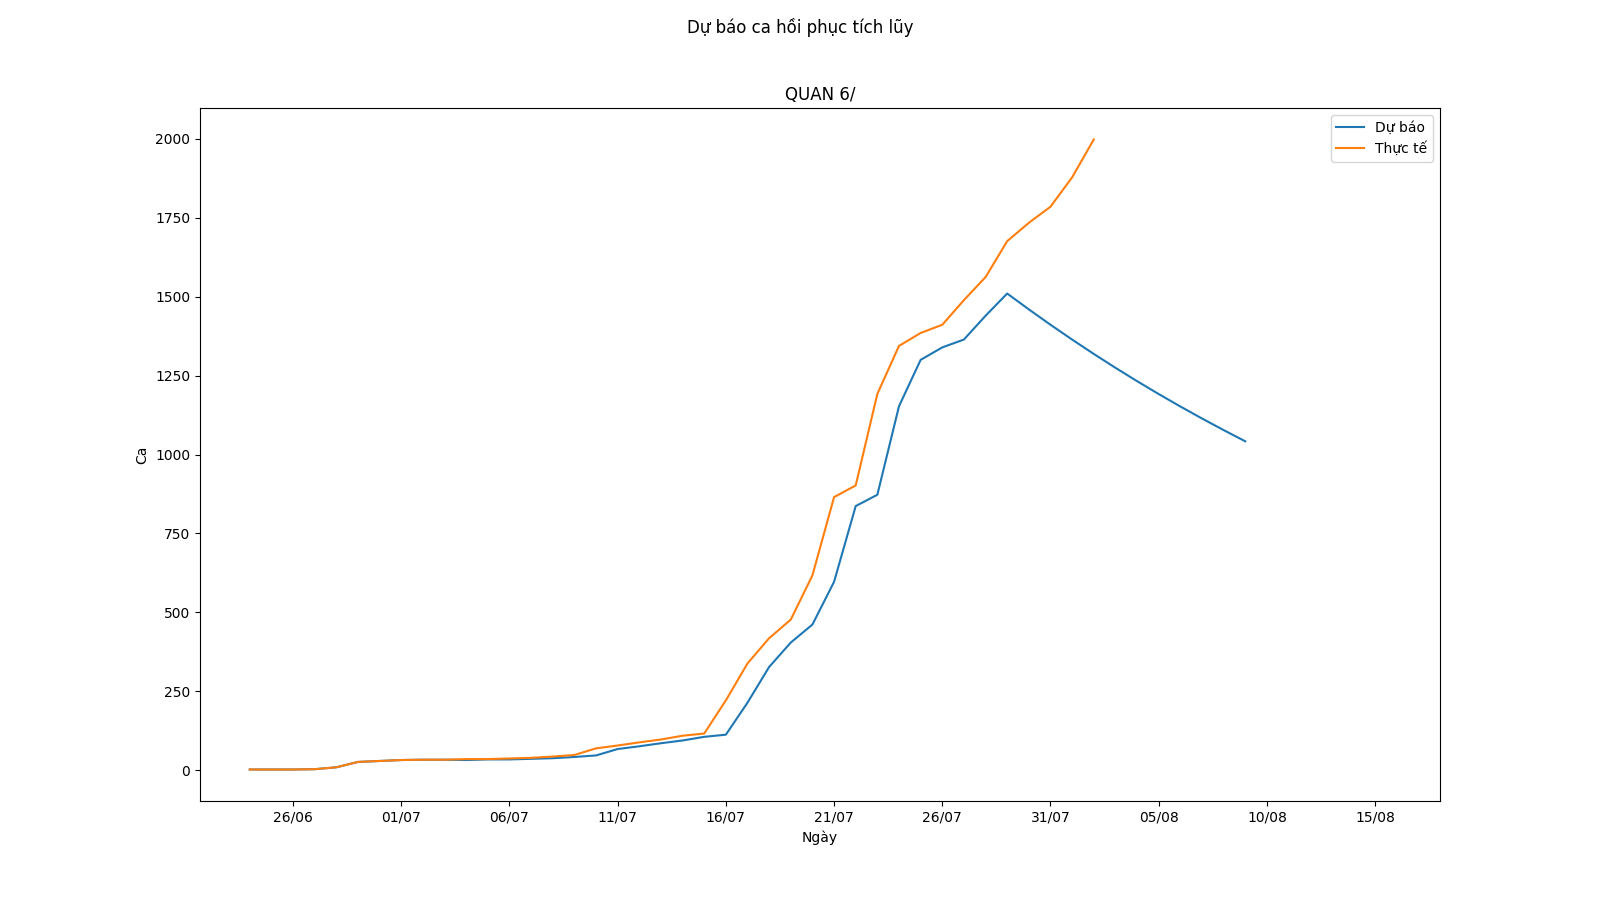 Dự báo ca hồi phục tích lũy
QUAN 6/
Dự báo
Thực tế
2000
1750
1500
1250
1000
750
500
250
0
Ca
26/06 01/07 06/07 11/07 16/07 21/07 26/07 31/07 05/08 10/08 15/08
Ngày